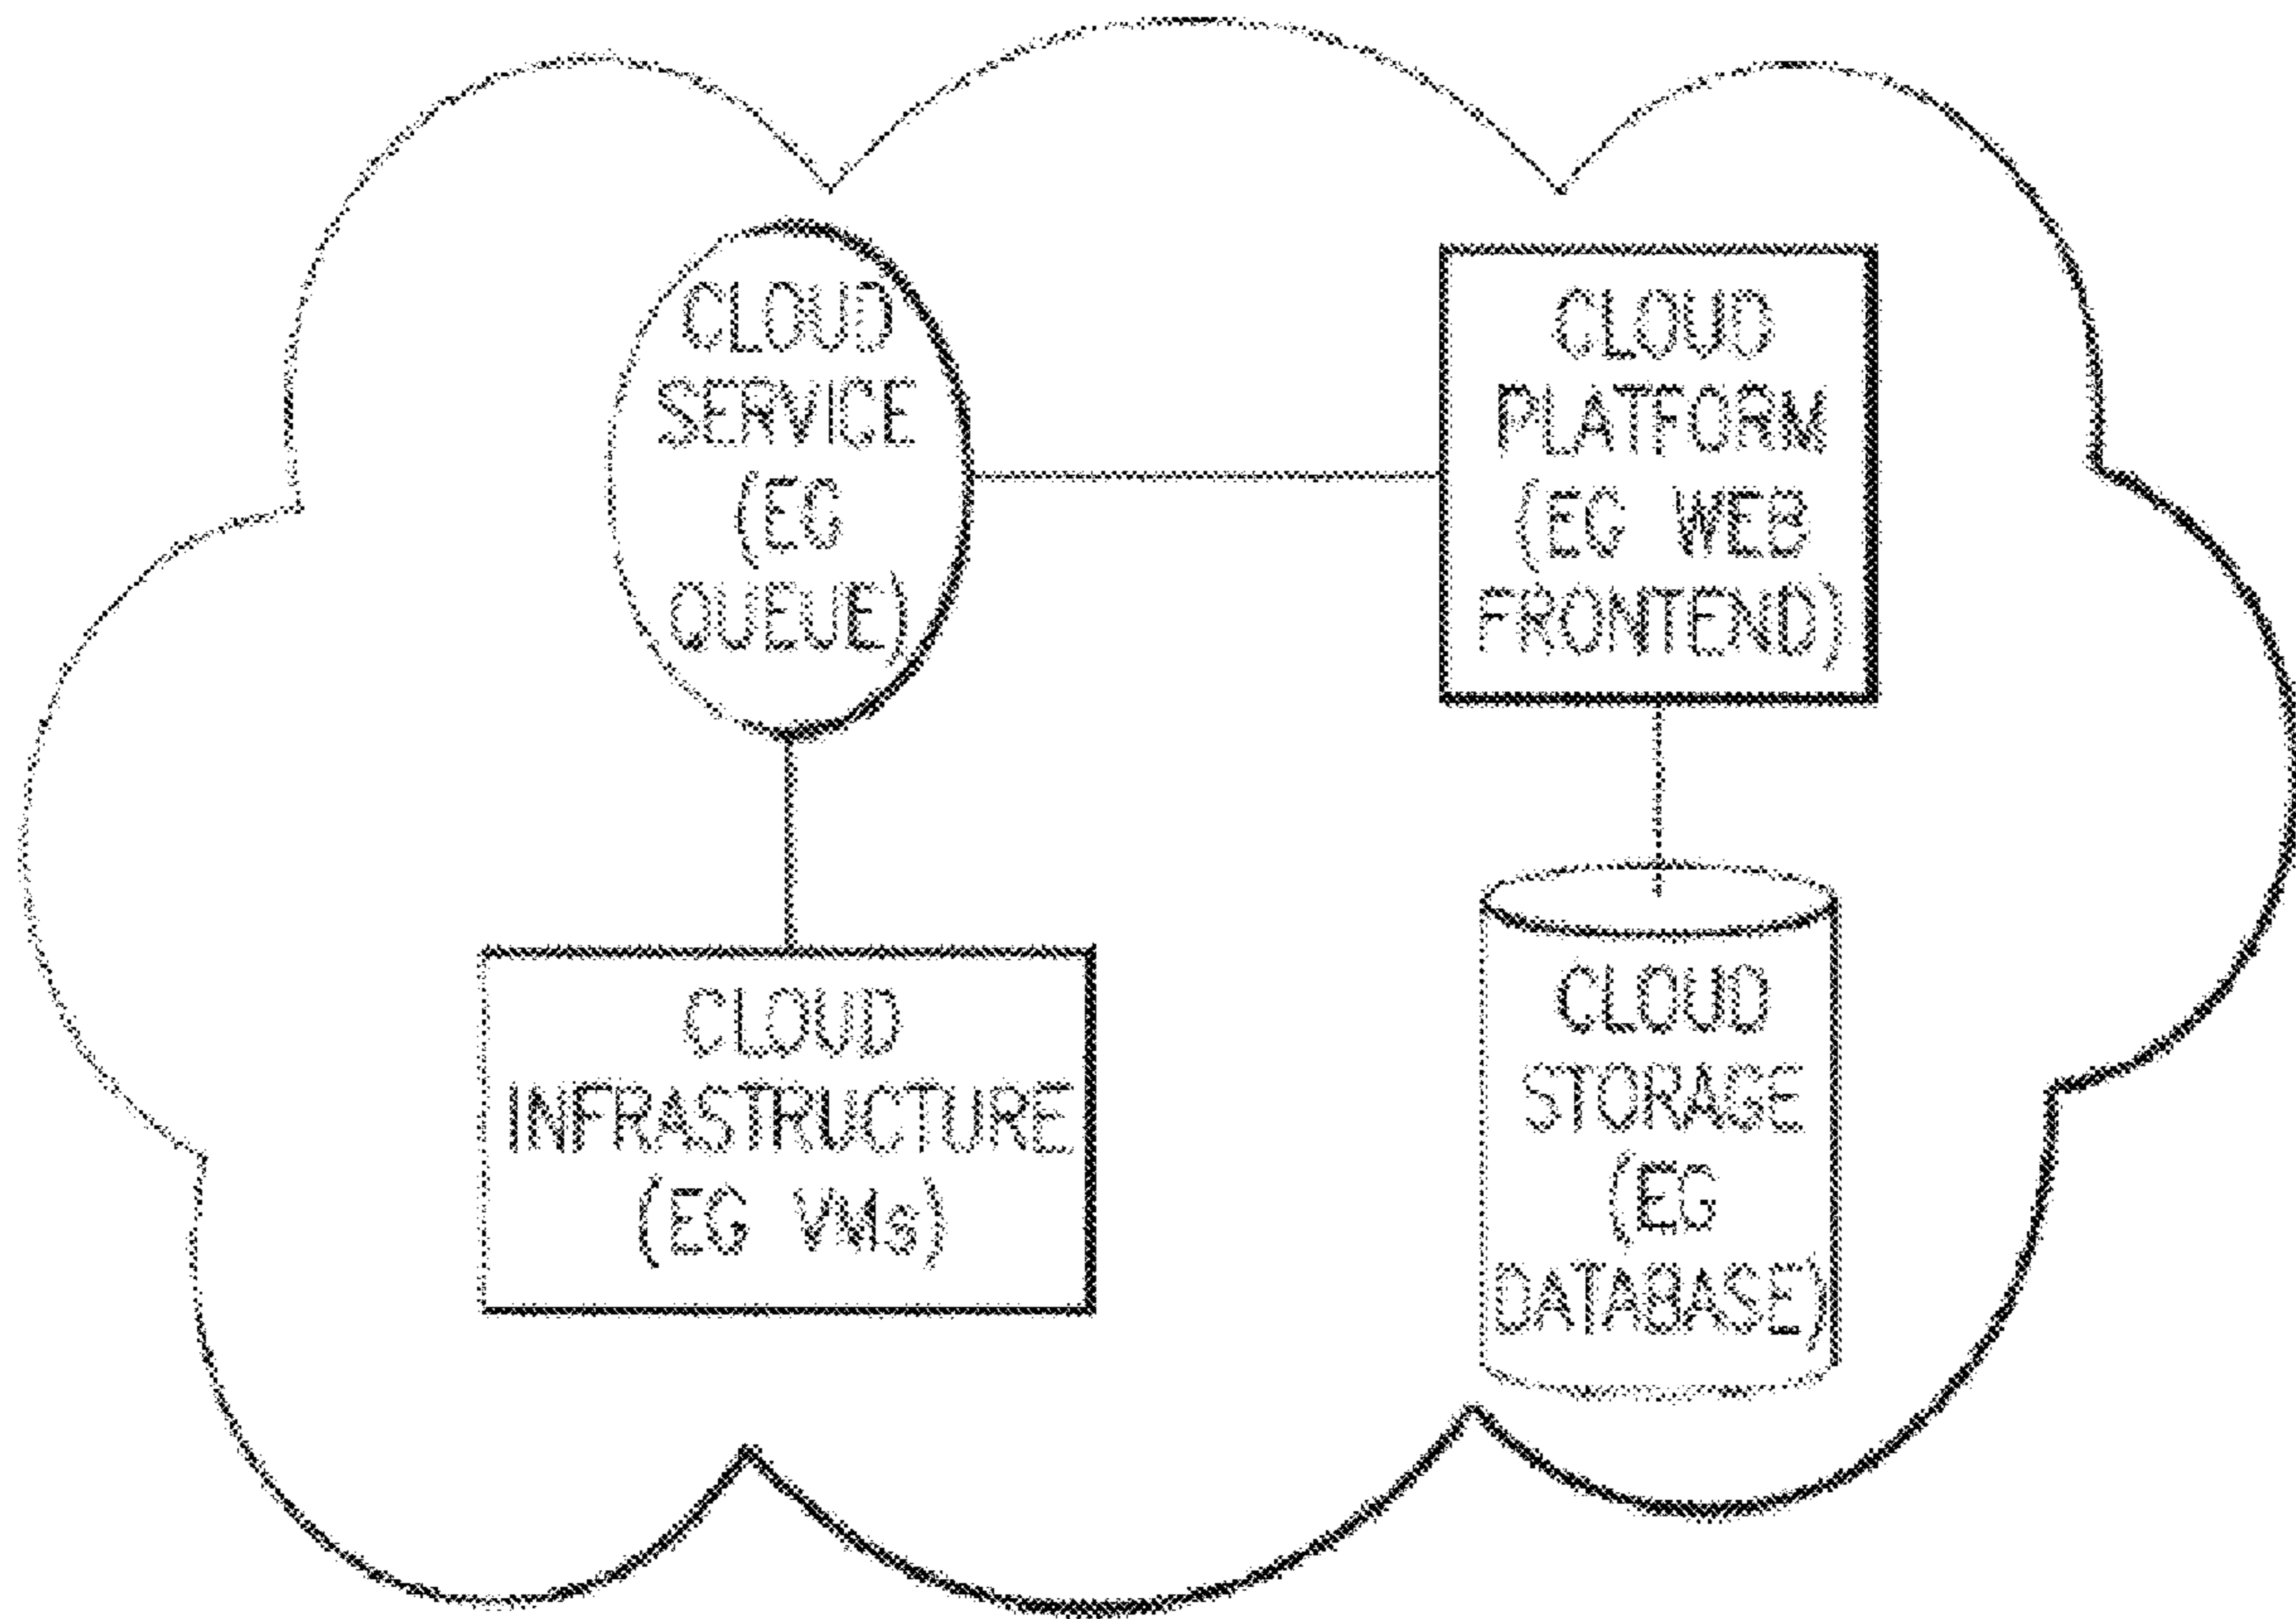 CLOUD
SERVICE
(EG
QUEUE)
CLOUD
PLATFORM
(EG WEB
FRONTEND)
CLOUD
INFRASTRUCTURE
(EG VMs)
CLOUD
STORAGE
(EG
DATABASE)